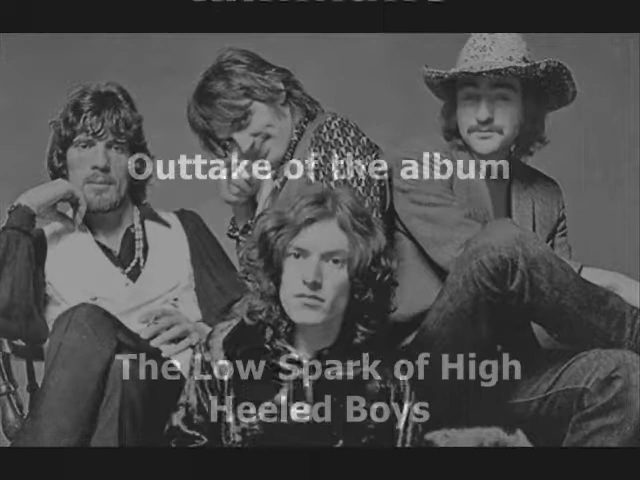 Outtake of the album
The Low Spark of High
Heeled Boys